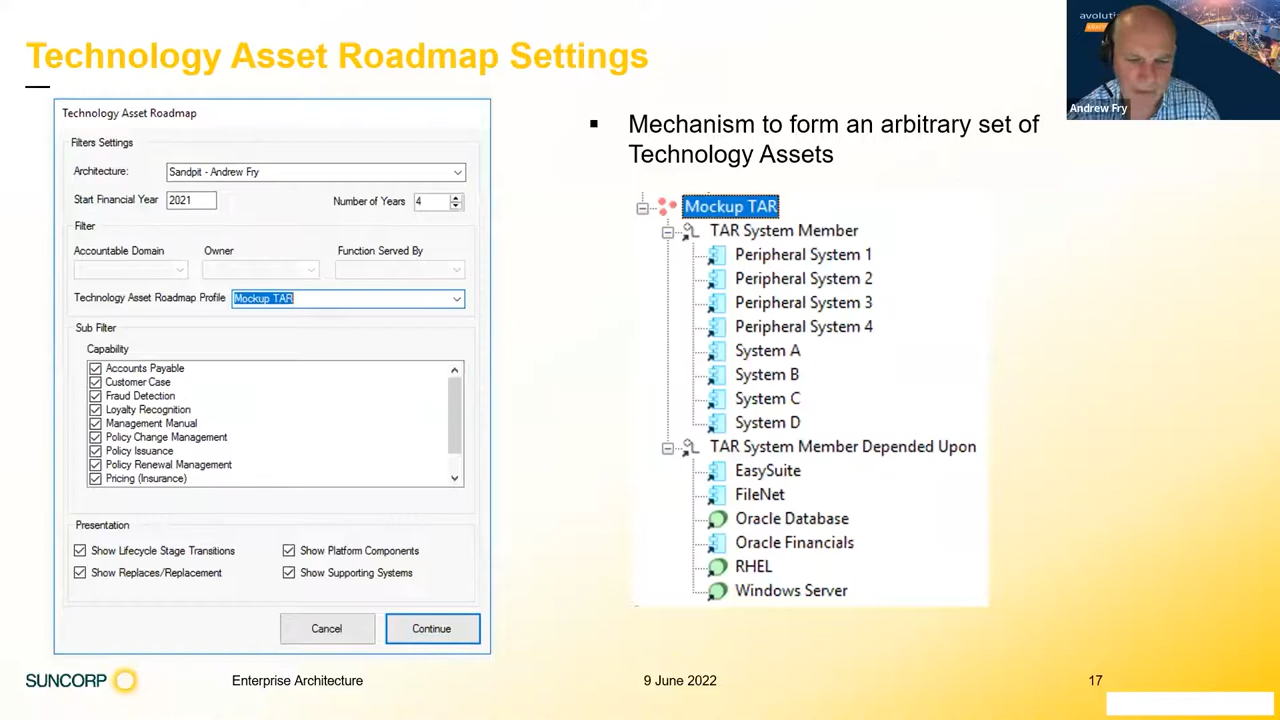 Technology Asset Roadmap Settings
Technology Asset Roadmap
Filters Settings
Architecture: Sandpit - Andrew Fry
Start Financial Year 2021 Number of Years 4
Filter
Accountable Domain Owner Function Served By
Technology Asset Roadmap Profile Mockup TAR
Sub Filter
Capability
Accounts Payable
Customer Case
Fraud Detection
Loyalty Recognition
Management Manual
Policy Change Management
Policy Issuance
Policy Renewal Management
Pricing (Insurance)
Presentation
Show Lifecycle Stage Transitions Show Platform Components
Show Replaces/Replacement Show Supporting Systems
Cancel Continue
Mechanism to form an arbitrary set of
Technology Assets
Mockup TAR
TAR System Member
Peripheral System 1
Peripheral System 2
Peripheral System 3
Peripheral System 4
System A
System B
System C
System D
TAR System Member Depended Upon
EasySuite
FileNet
Oracle Database
Oracle Financials
RHEL
Windows Server
Andrew Fry
SUNCORP Enterprise Architecture 9 June 2022 17